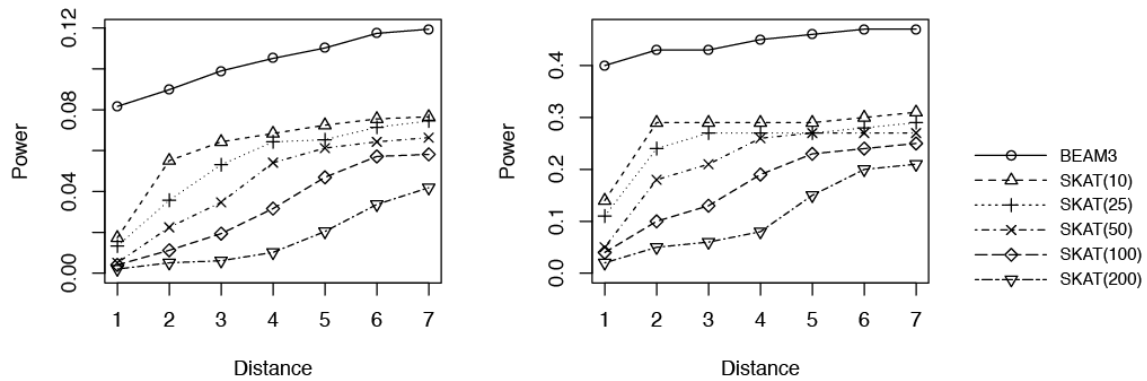 0.12
0.08
0.04
0.00
Power
1 2 3 4 5 6 7
Distance
0.4
0.3
0.2
0.1
0.0
Power
1 2 3 4 5 6 7
Distance
BEAM3
SKAT(10)
SKAT(25)
SKAT(50)
SKAT(100)
SKAT(200)